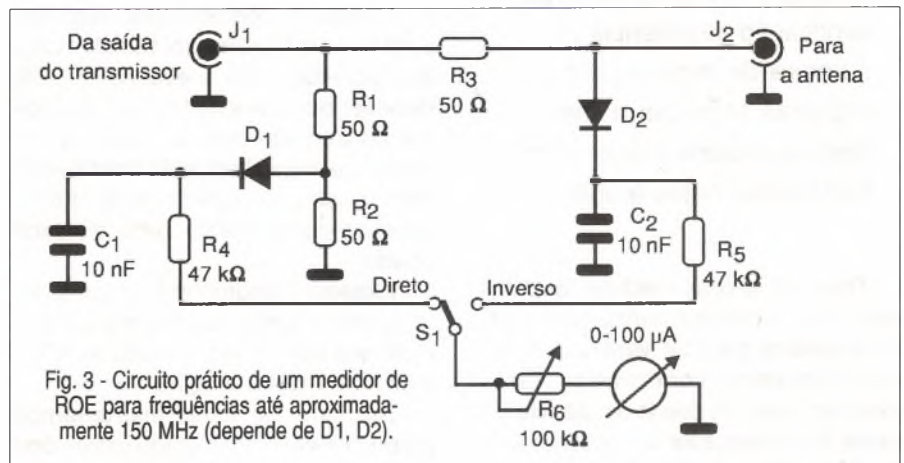 Da saída
do transmissor
J1
J2
Para
a antena
R3
50 Ω
R1
50 Ω
D1
D2
R2
50 Ω
C1
10 nF
R4
47 kΩ
C2
10 nF
R5
47 kΩ
Direto
Inverso
S1
0-100 µA
R6
100 kΩ
Fig. 3 - Circuito prático de um medidor de
ROE para frequências até aproximada-
mente 150 MHz (depende de D1, D2).